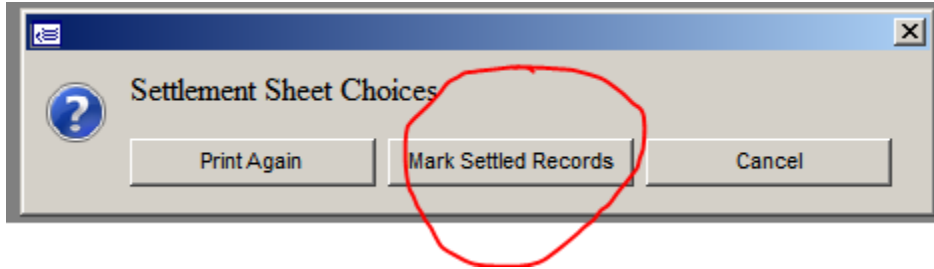 Settlement Sheet Choices
Print Again
Mark Settled Records
Cancel